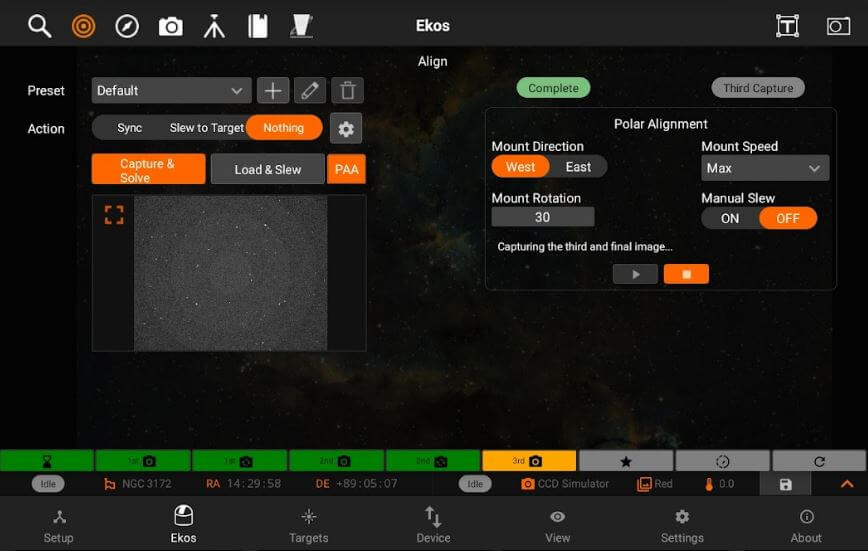 Ekos
Align
Preset
Default
Complete
Third Capture
Action
Sync
Slew to Target
Nothing
Polar Alignment
Mount Direction
Mount Speed
West
East
Max
Capture &
Solve
Load & Slew
PAA
Mount Rotation
Manual Slew
30
ON
OFF
Capturing the third and final image...
1st
1st
2nd
2nd
3rd
Idle
NGC 3172
RA 14:29:58
DE +89:05:07
Idle
CCD Simulator
Red
0.0
Setup
Ekos
Targets
Device
View
Settings
About